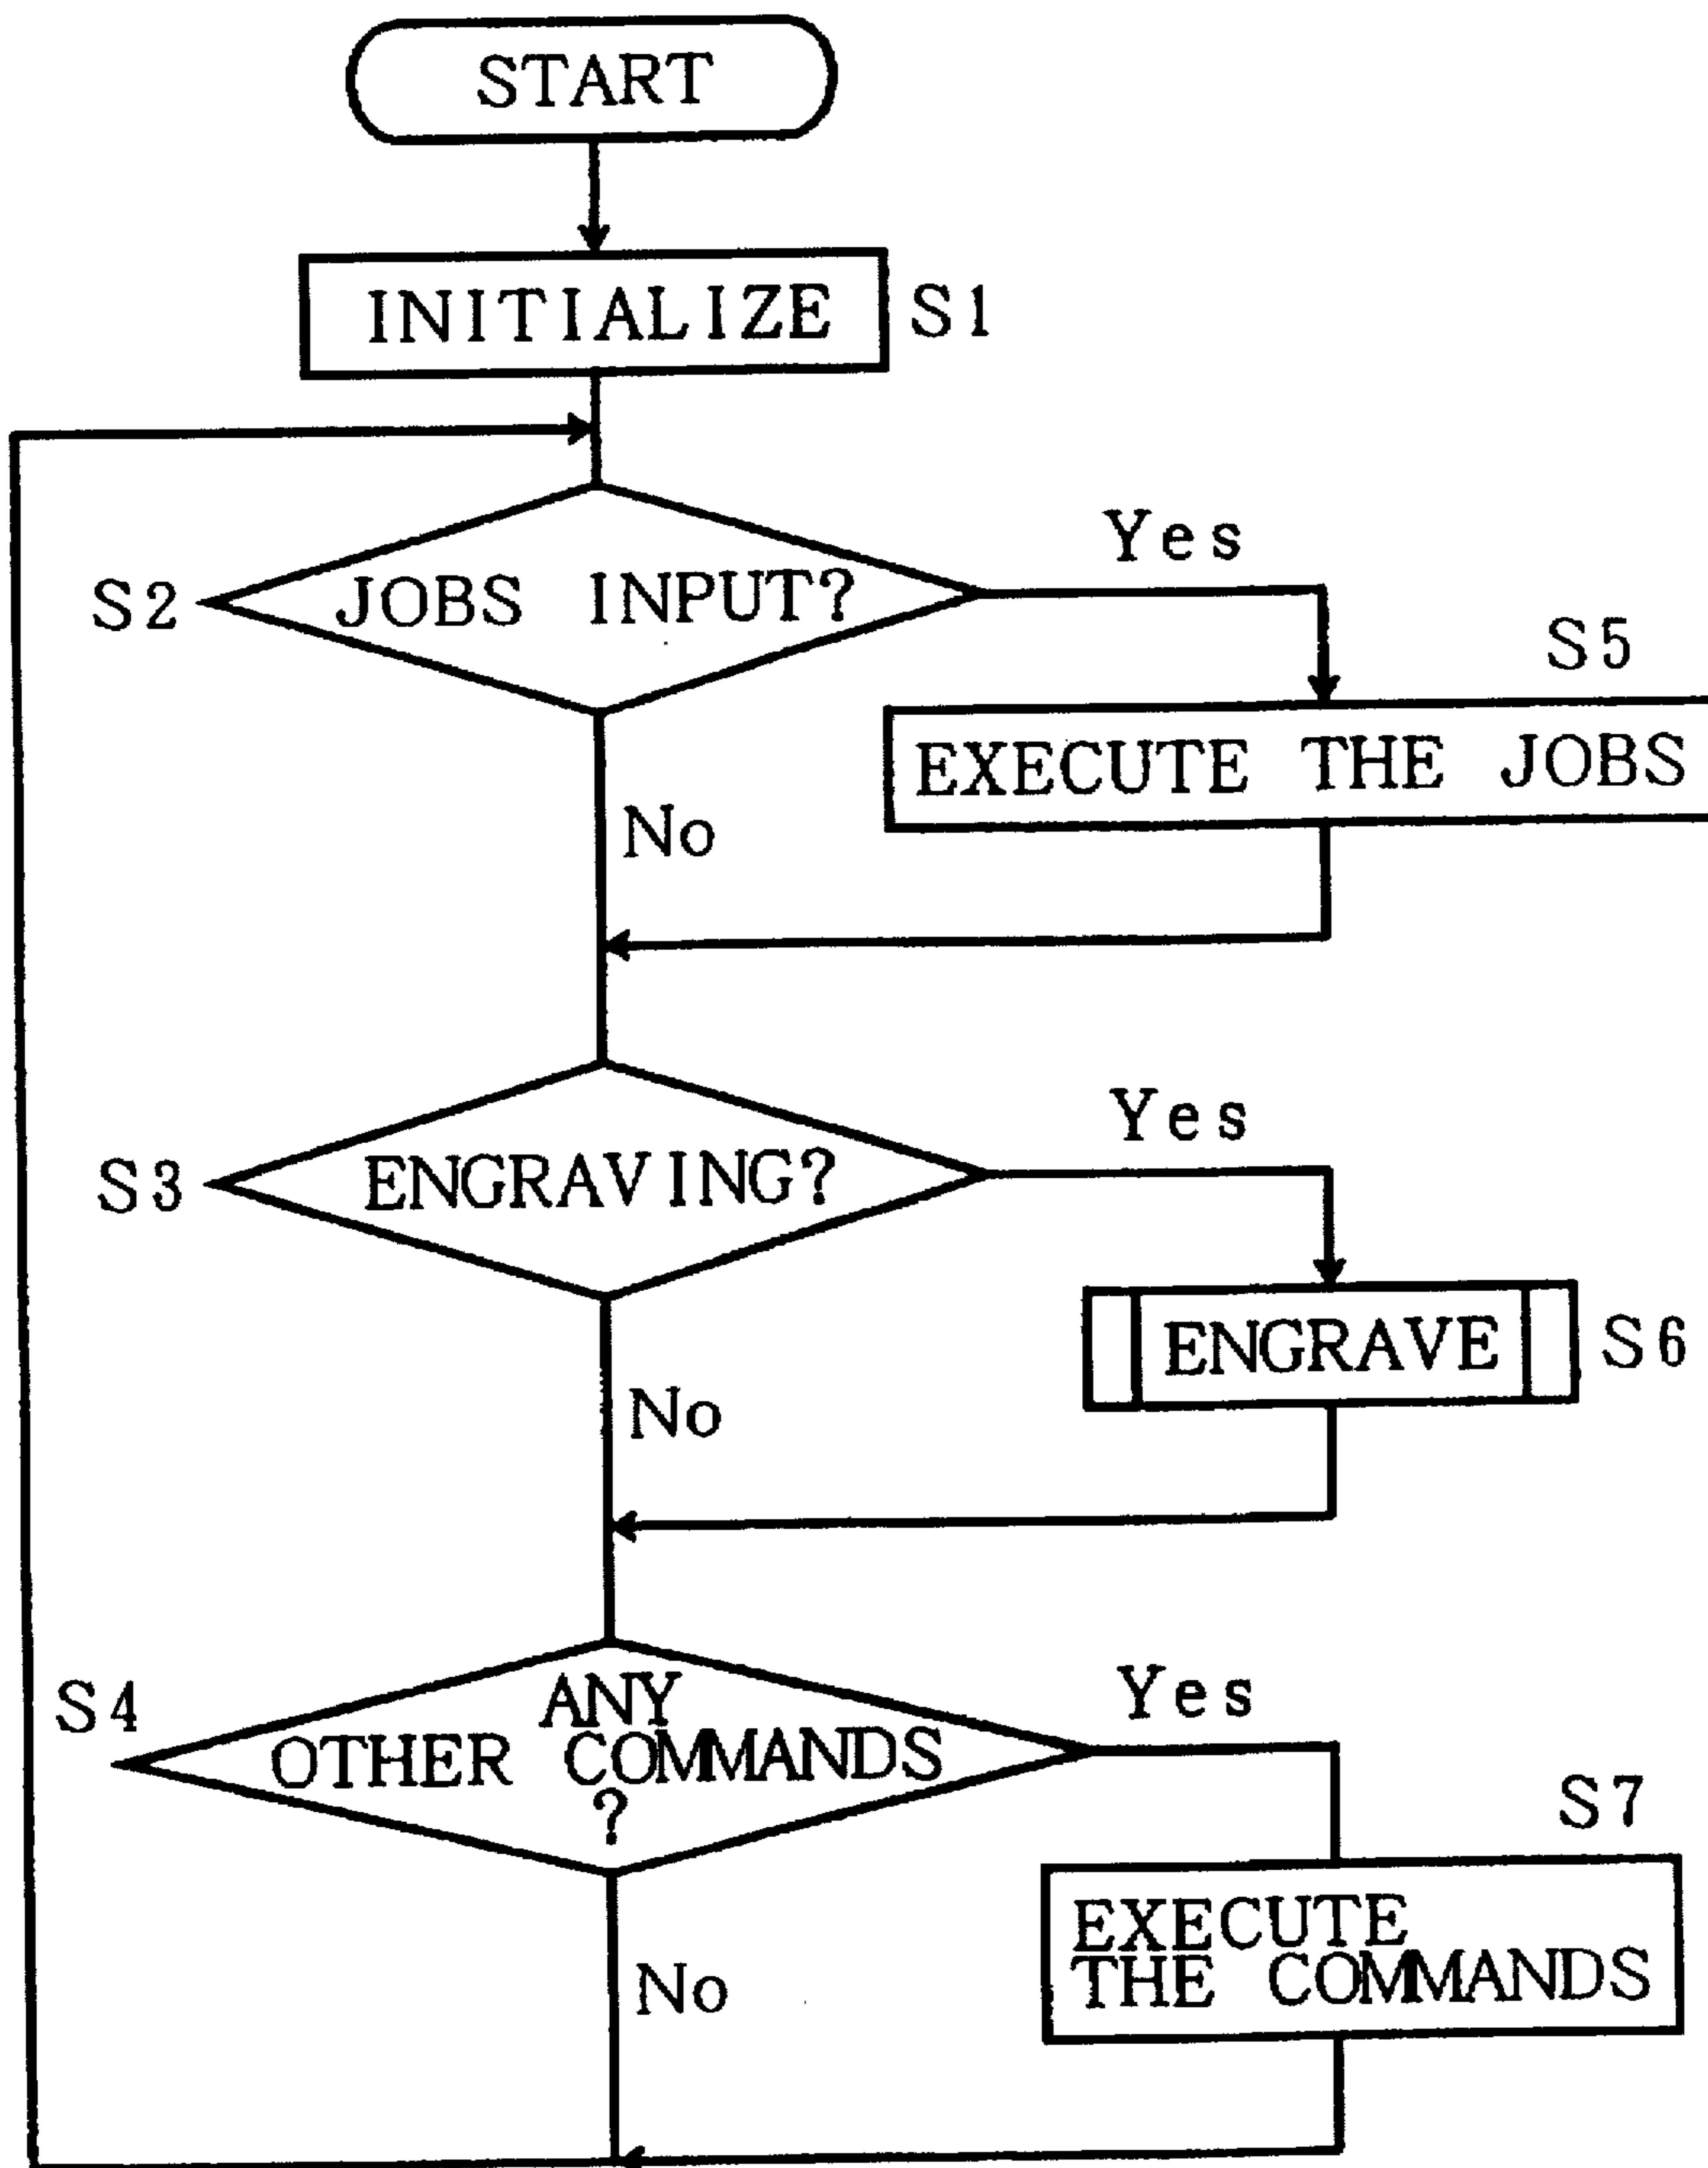 START
INITIALIZE S1
Yes
S2 JOBS INPUT?
S5
EXECUTE THE JOBS
No
Yes
S3 ENGRAVING?
ENGRAVE S6
No
S4 ANY Yes
OTHER COMMANDS
?
S7
EXECUTE
THE COMMANDS
No